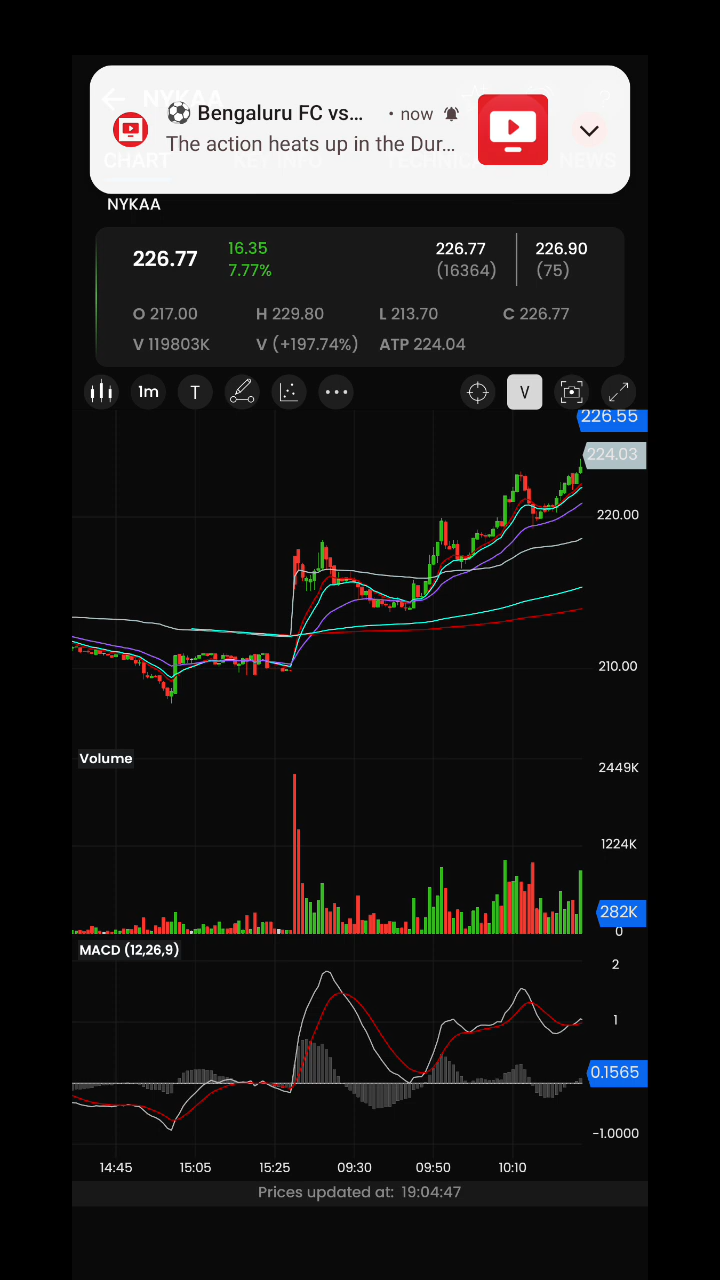 NYKAA
⚽ Bengaluru FC vs... • now
The action heats up in the Dur...
CHART KEY INFO TECHNIC NEWS
NYKAA
226.77 16.35 226.77 226.90
7.77% (16364) (75)
O 217.00 H 229.80 L 213.70 C 226.77
V 119803K V (+197.74%) ATP 224.04
1m T V
226.55
224.03
220.00
210.00
Volume
2449K
1224K
282K
0
MACD (12,26,9)
2
1
0.1565
-1.0000
14:45 15:05 15:25 09:30 09:50 10:10
Prices updated at: 19:04:47